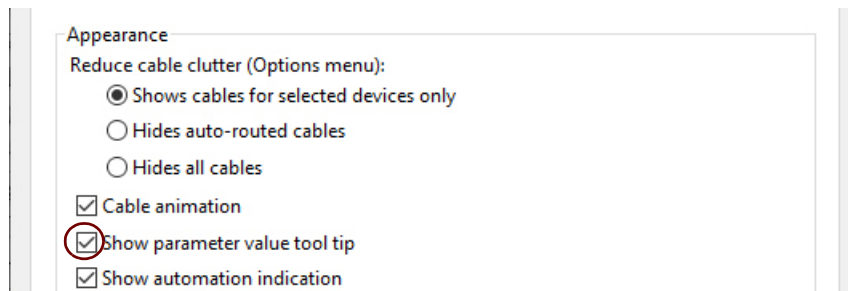 Appearance
Reduce cable clutter (Options menu):
Shows cables for selected devices only
Hides auto-routed cables
Hides all cables
Cable animation
Show parameter value tool tip
Show automation indication